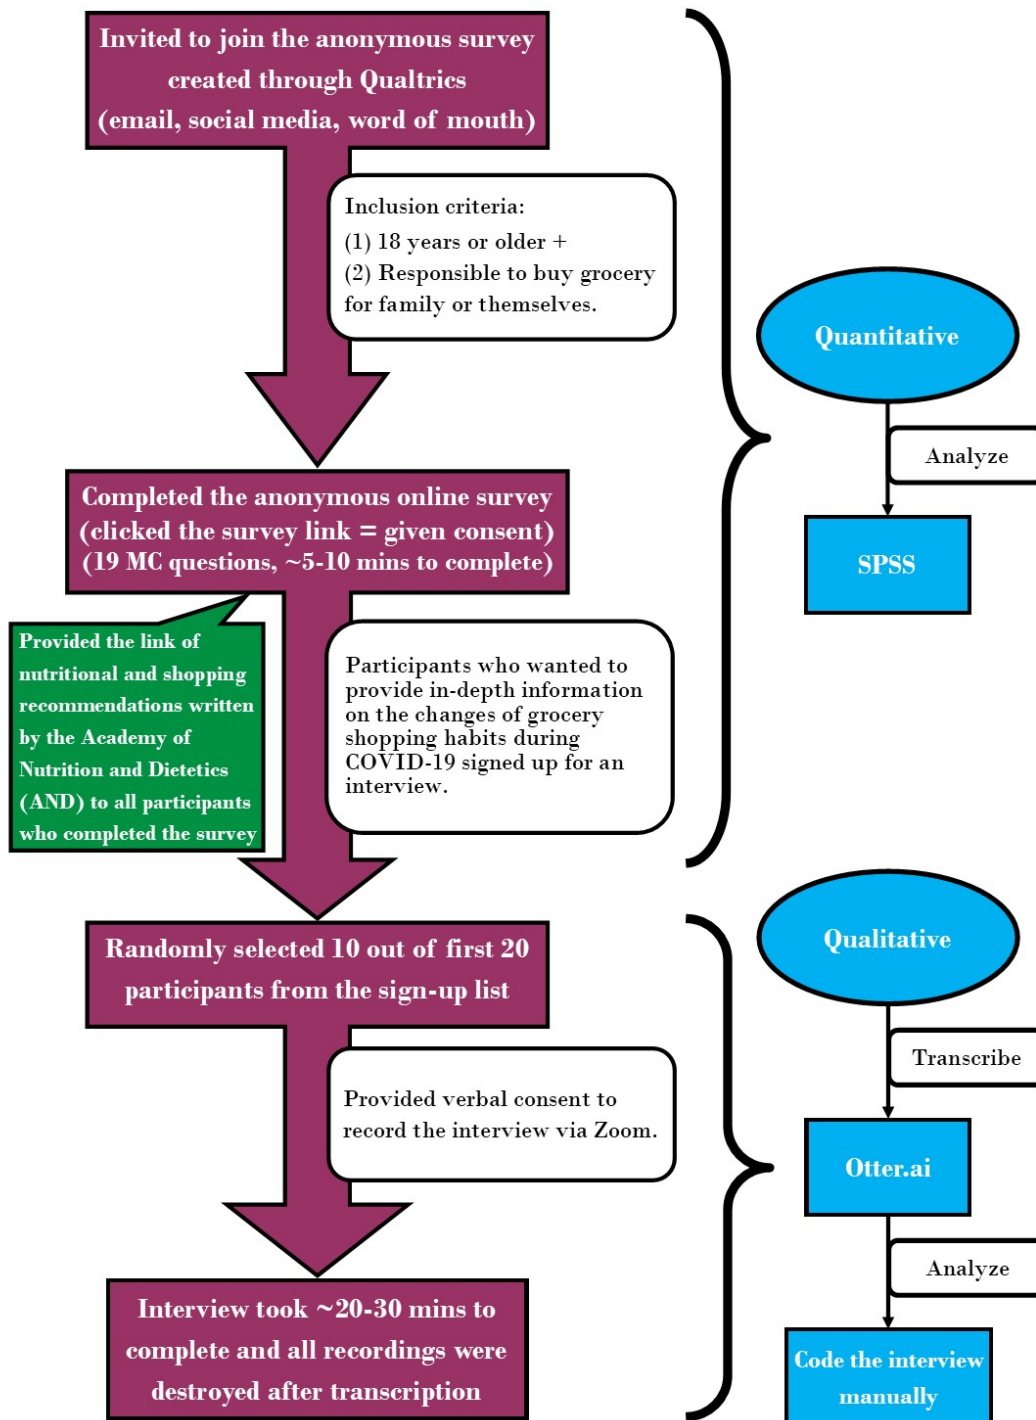 Invited to join the anonymous survey
created through Qualtrics
(email, social media, word of mouth)
Inclusion criteria:
(1) 18 years or older +
(2) Responsible to buy grocery
for family or themselves.
Completed the anonymous online survey
(clicked the survey link = given consent)
(19 MC questions, ~5-10 mins to complete)
Provided the link of
nutritional and shopping
recommendations written
by the Academy of
Nutrition and Dietetics
(AND) to all participants
who completed the survey
Participants who wanted to
provide in-depth information
on the changes of grocery
shopping habits during
COVID-19 signed up for an
interview.
Quantitative
Analyze
SPSS
Randomly selected 10 out of first 20
participants from the sign-up list
Provided verbal consent to
record the interview via Zoom.
Interview took ~20-30 mins to
complete and all recordings were
destroyed after transcription
Qualitative
Transcribe
Otter.ai
Analyze
Code the interview
manually